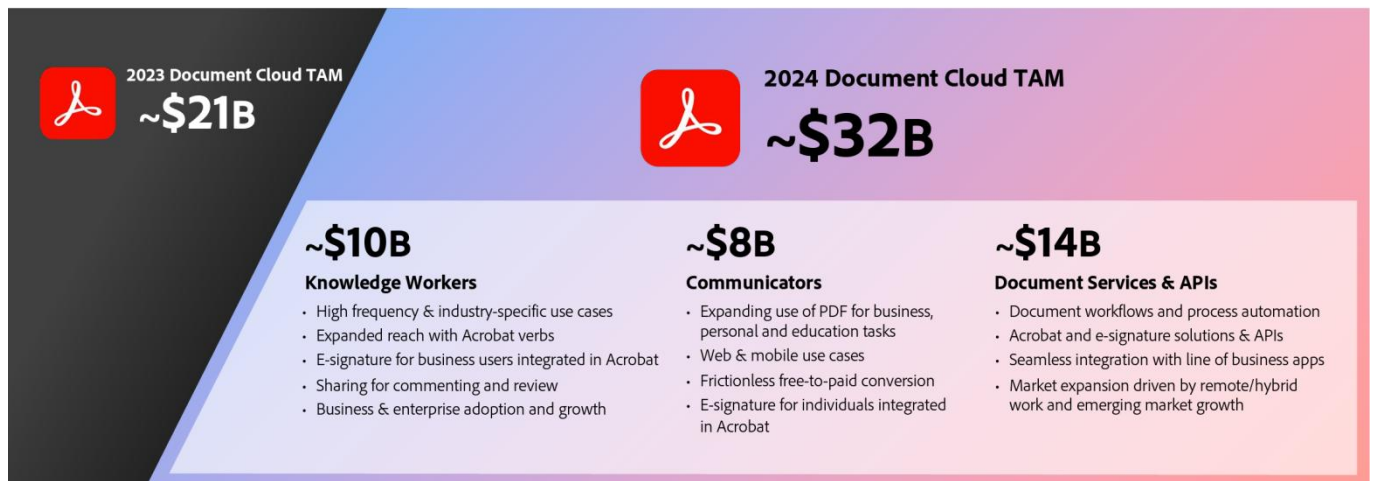 2023 Document Cloud TAM
~$21B
2024 Document Cloud TAM
~$32B
~$10B
Knowledge Workers
• High frequency & industry-specific use cases
• Expanded reach with Acrobat verbs
• E-signature for business users integrated in Acrobat
• Sharing for commenting and review
• Business & enterprise adoption and growth
~$8B
Communicators
• Expanding use of PDF for business,
personal and education tasks
• Web & mobile use cases
• Frictionless free-to-paid conversion
• E-signature for individuals integrated
in Acrobat
~$14B
Document Services & APIs
• Document workflows and process automation
• Acrobat and e-signature solutions & APIs
• Seamless integration with line of business apps
• Market expansion driven by remote/hybrid
work and emerging market growth